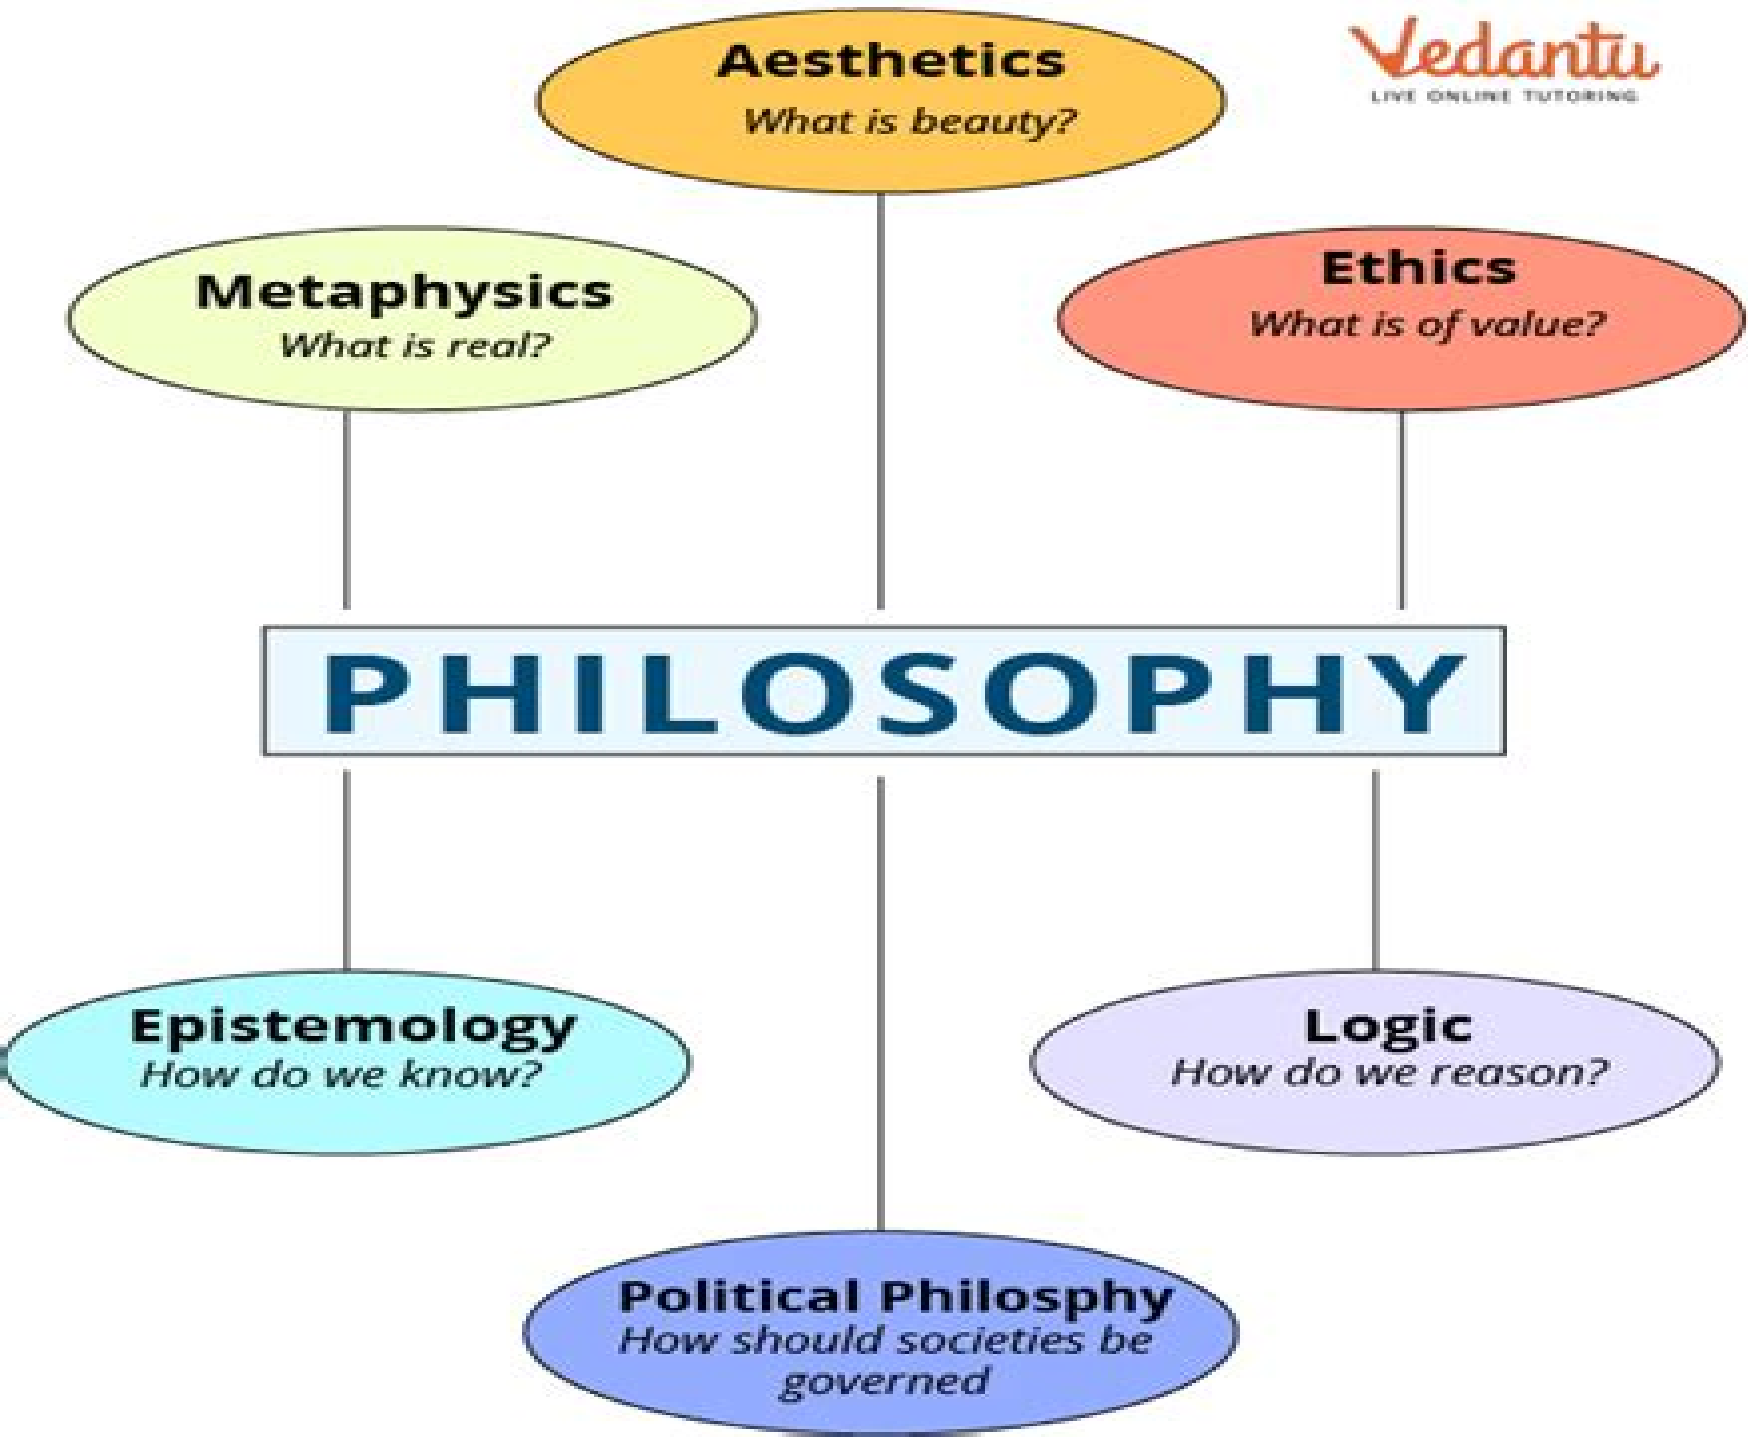 Aesthetics
What is beauty?
Vedantu
LIVE ONLINE TUTORING
Metaphysics
What is real?
Ethics
What is of value?
PHILOSOPHY
Epistemology
How do we know?
Logic
How do we reason?
Political Philosphy
How should societies be
governed